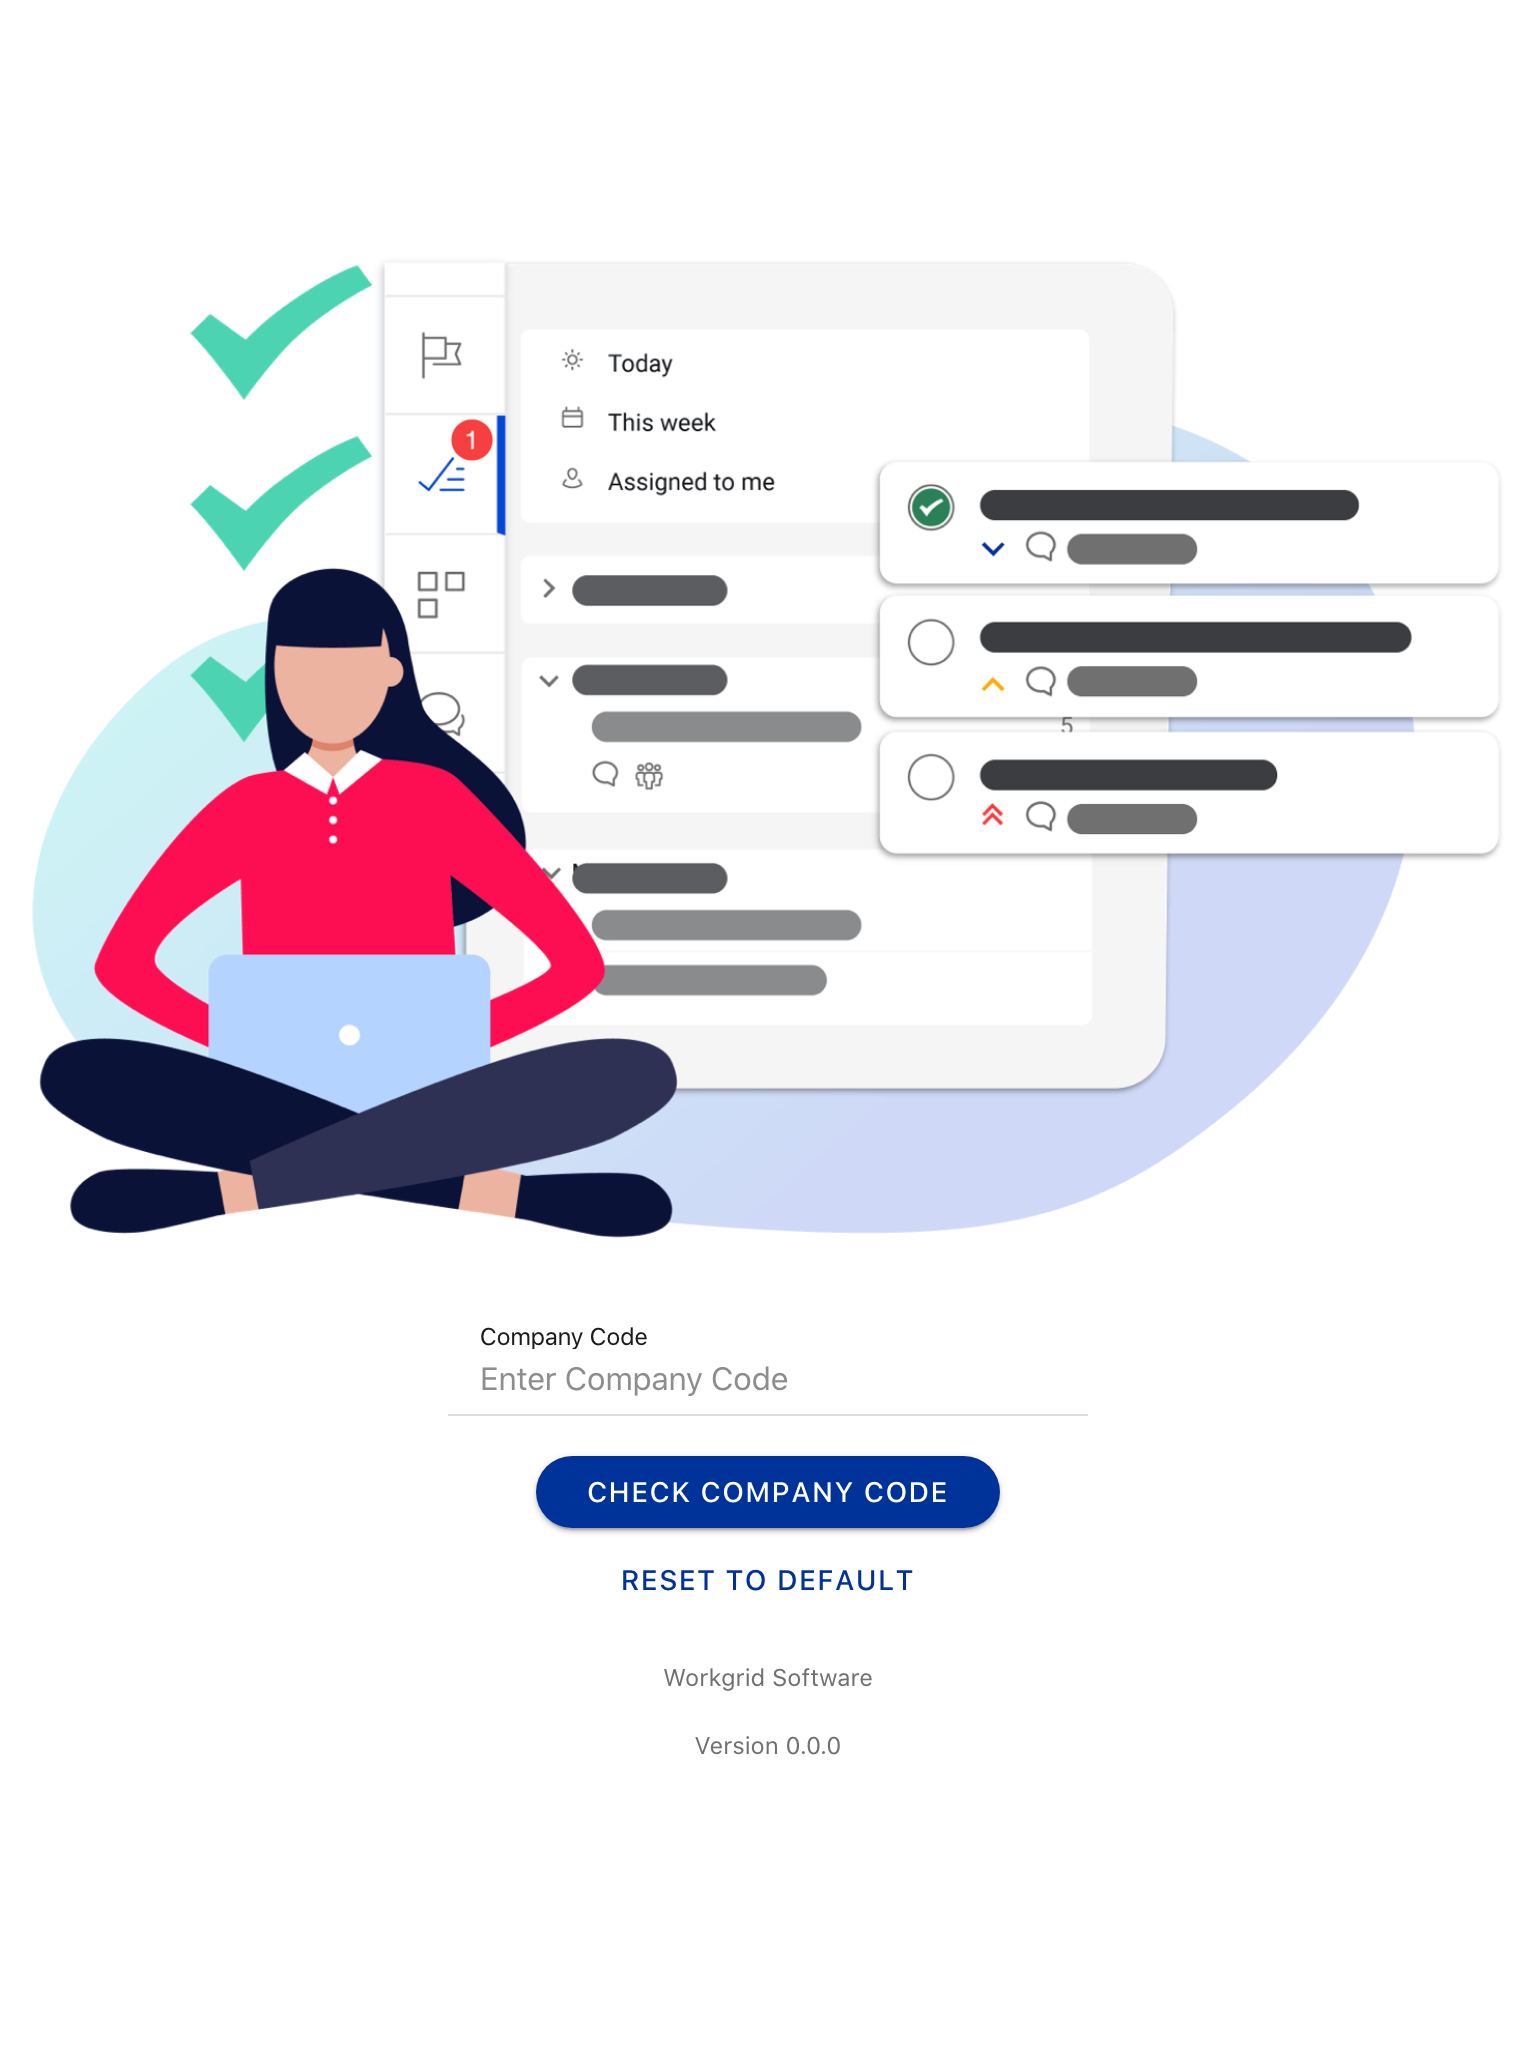 1
Today
This week
Assigned to me
5
Company Code
Enter Company Code
CHECK COMPANY CODE
RESET TO DEFAULT
Workgrid Software
Version 0.0.0